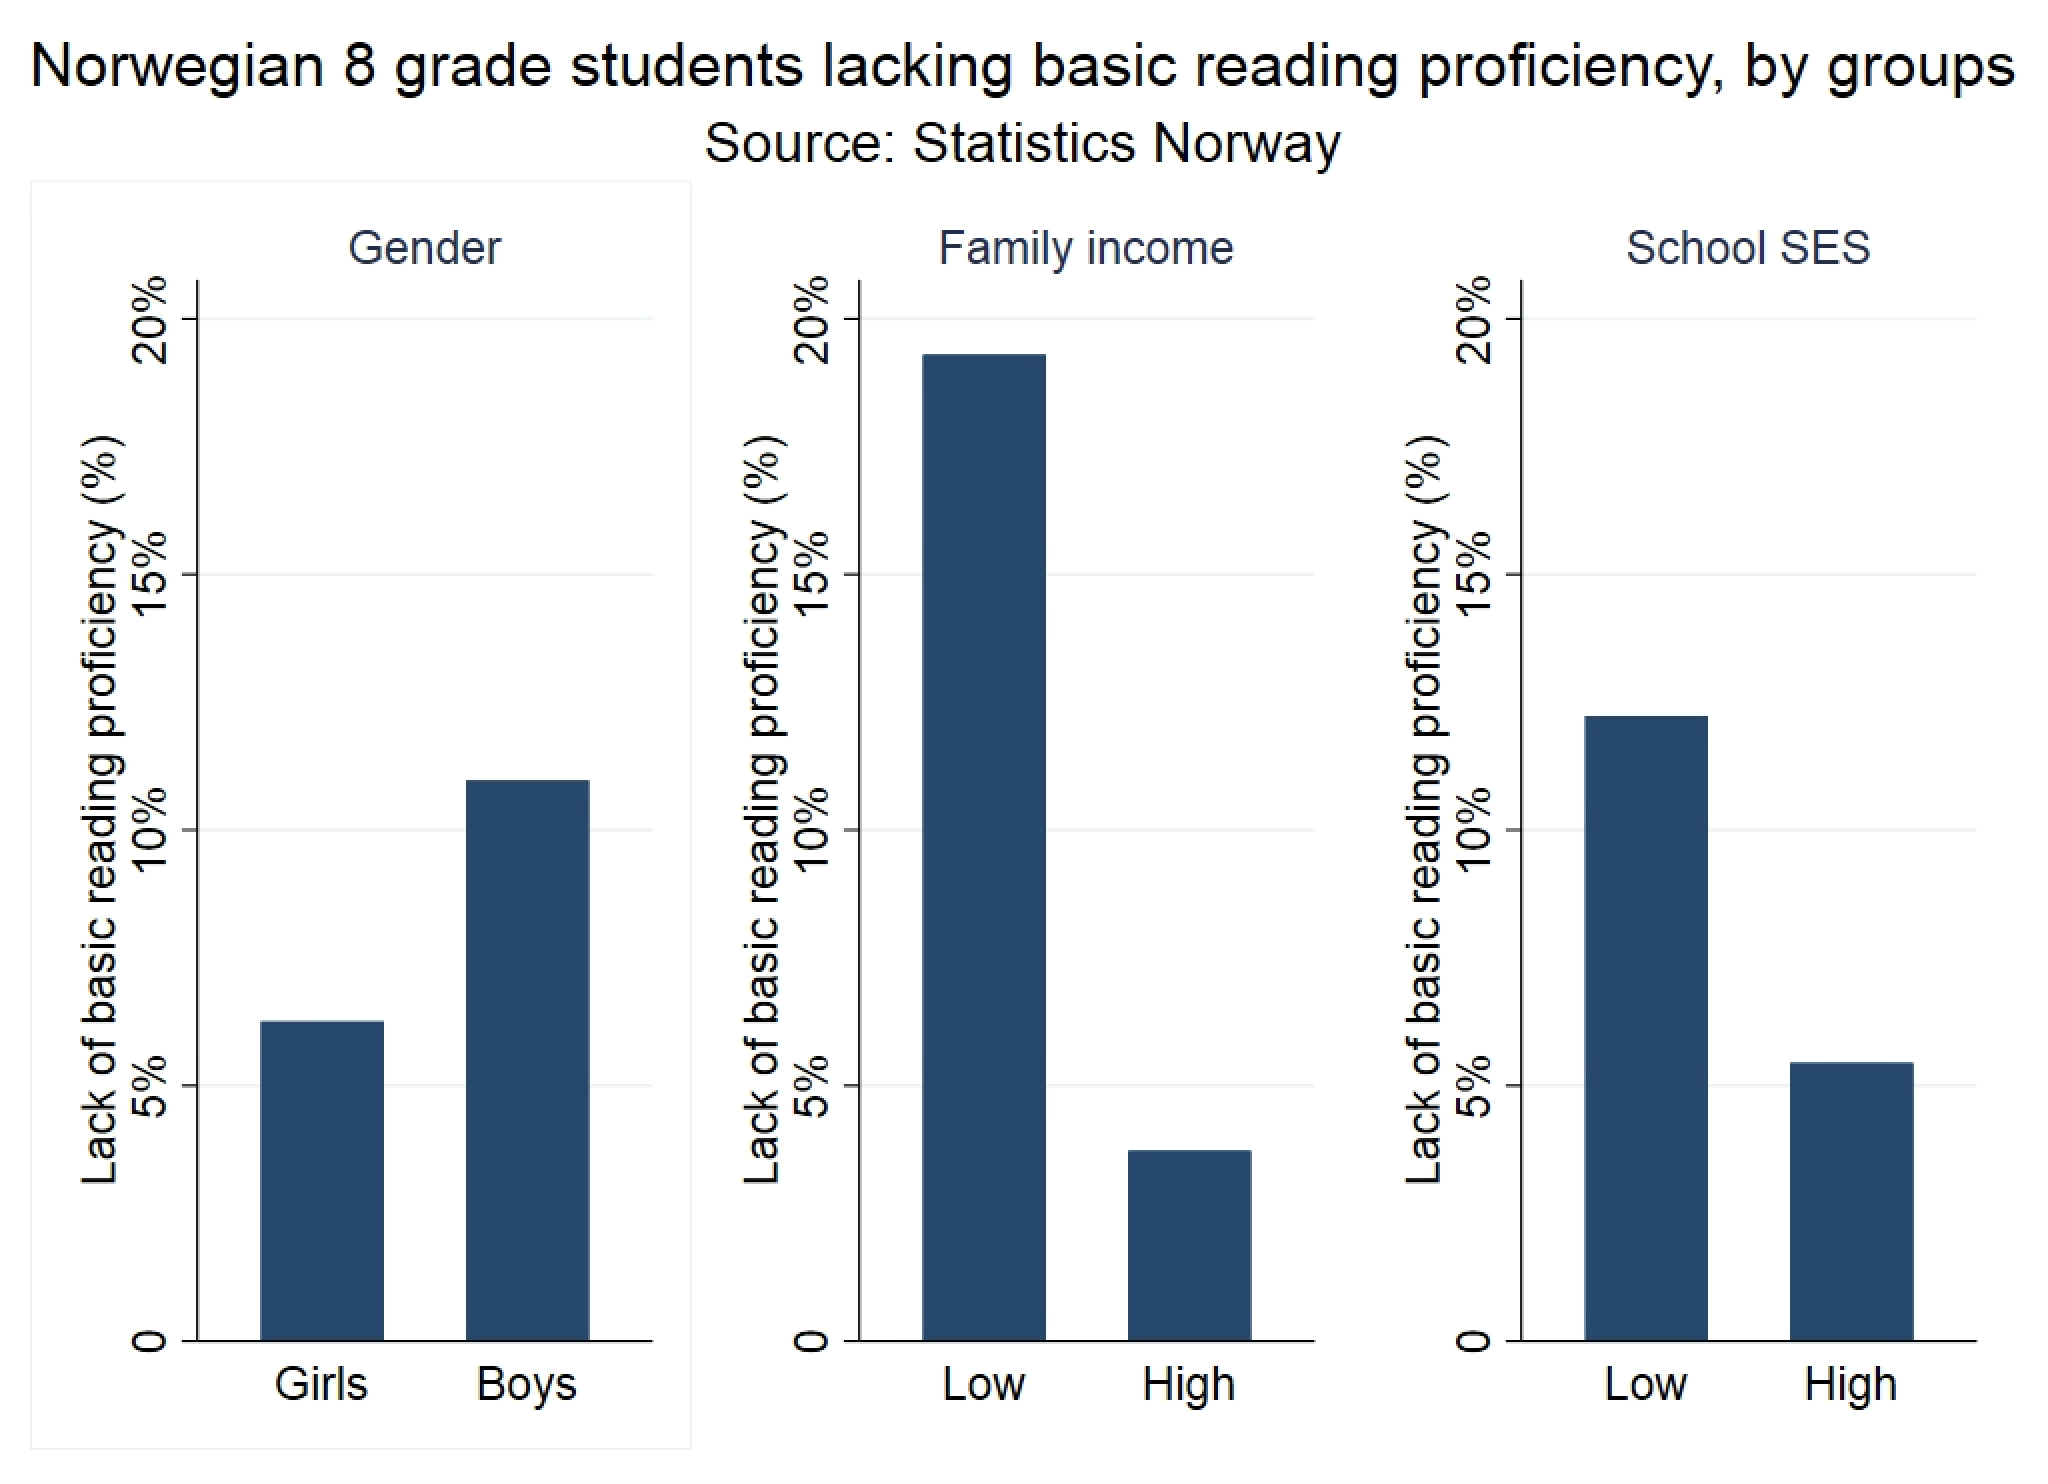 Norwegian 8 grade students lacking basic reading proficiency, by groups
Source: Statistics Norway
Gender
Lack of basic reading proficiency (%)
20%
15%
10%
5%
0
Girls
Boys
Family income
Lack of basic reading proficiency (%)
20%
15%
10%
5%
0
Low
High
School SES
Lack of basic reading proficiency (%)
20%
15%
10%
5%
0
Low
High